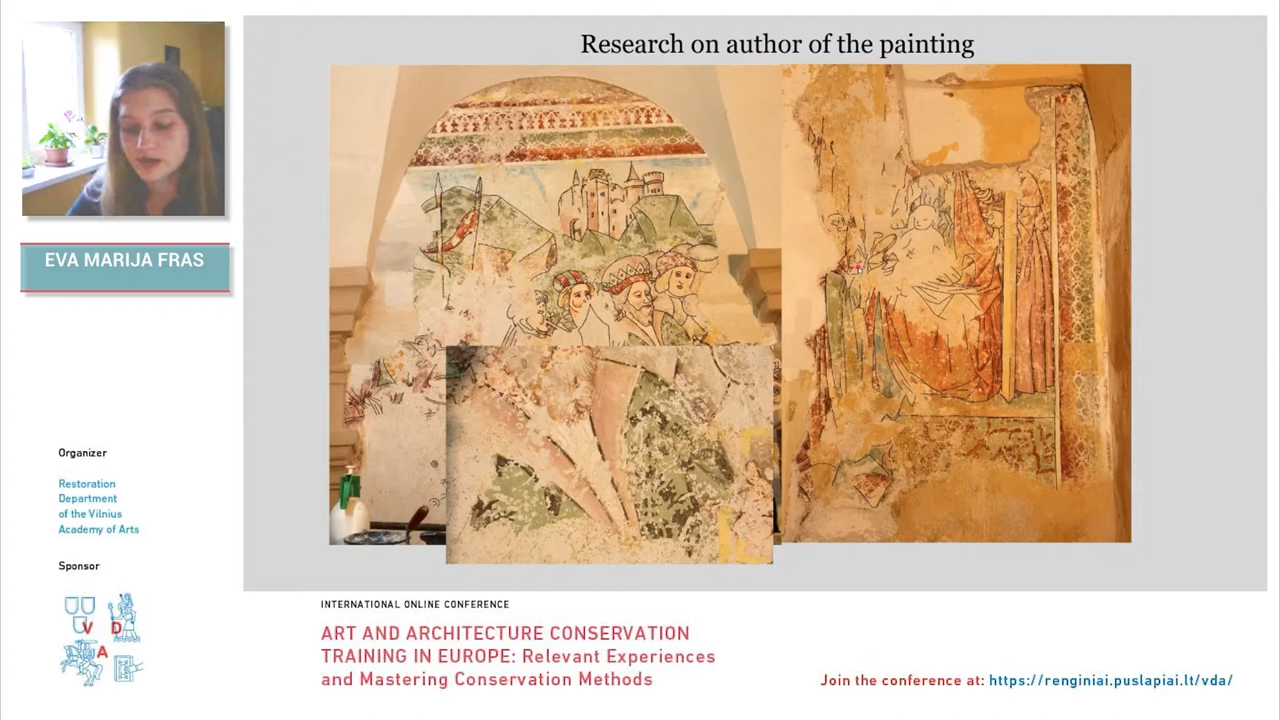 Research on author of the painting
EVA MARIJA FRAS
Organizer
Restoration
Department
of the Vilnius
Academy of Arts
Sponsor
V D
A
INTERNATIONAL ONLINE CONFERENCE
ART AND ARCHITECTURE CONSERVATION
TRAINING IN EUROPE: Relevant Experiences
and Mastering Conservation Methods
Join the conference at: https://renginiai.puslapiai.lt/vda/